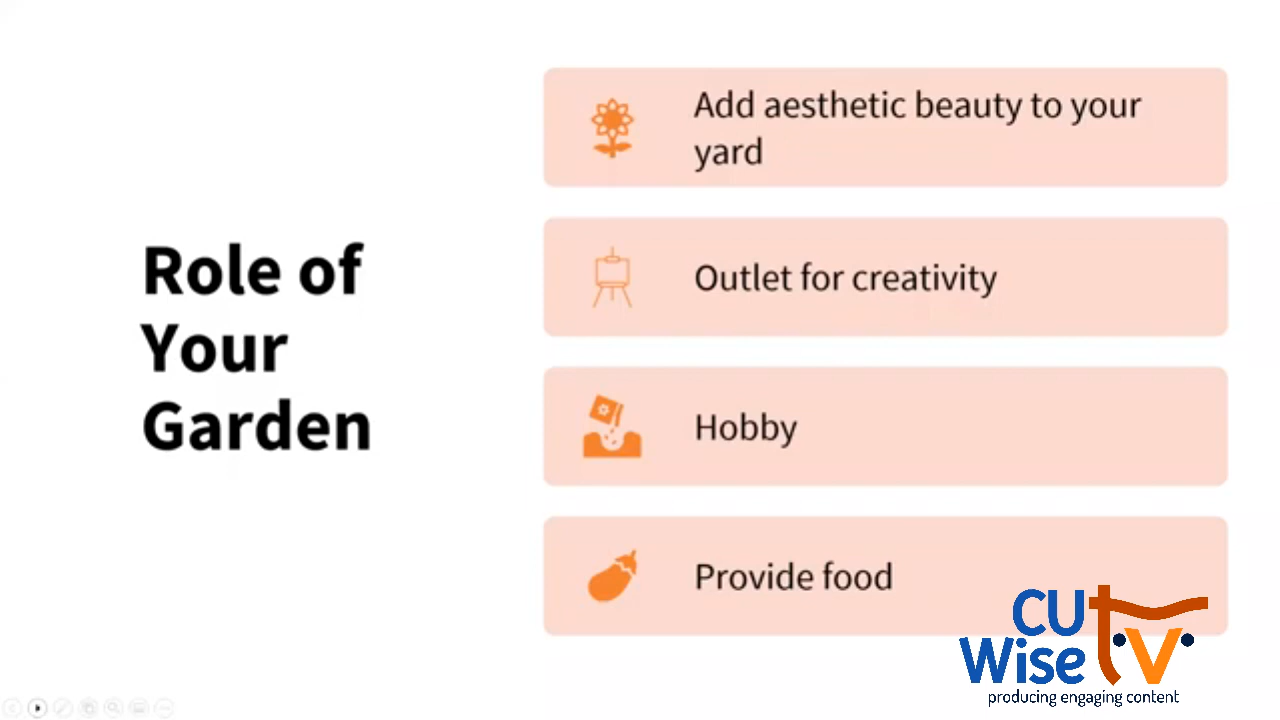 Role of
Your
Garden
Add aesthetic beauty to your
yard
Outlet for creativity
Hobby
Provide food
CU
Wise
t.v.
producing engaging content